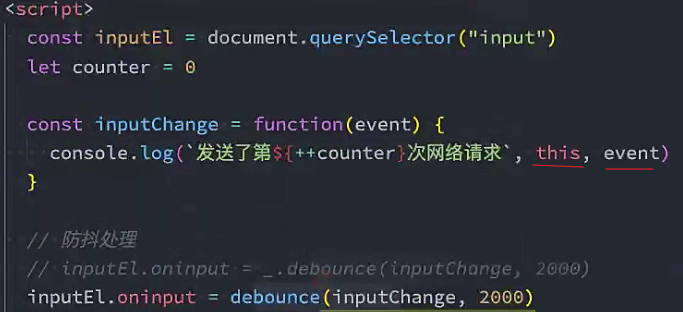 <script>
const inputEl = document.querySelector("input")
let counter = 0
const inputChange = function(event) {
console.log(`发送了第${++counter}次网络请求`, this, event)
}
// 防抖处理
// inputEl.oninput = _.debounce(inputChange, 2000)
inputEl.oninput = debounce(inputChange, 2000)